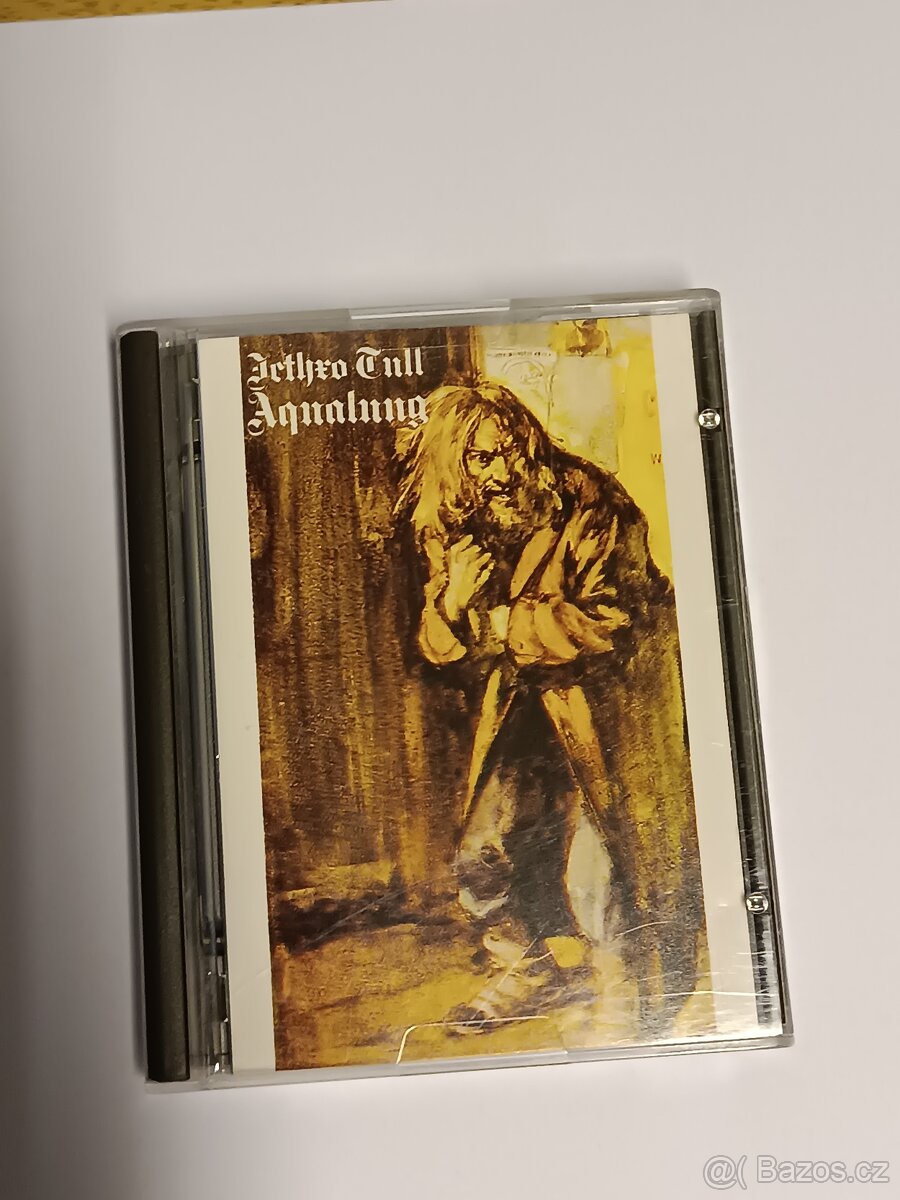 Jethro Tull
Aqualung
@( Bazos.cz